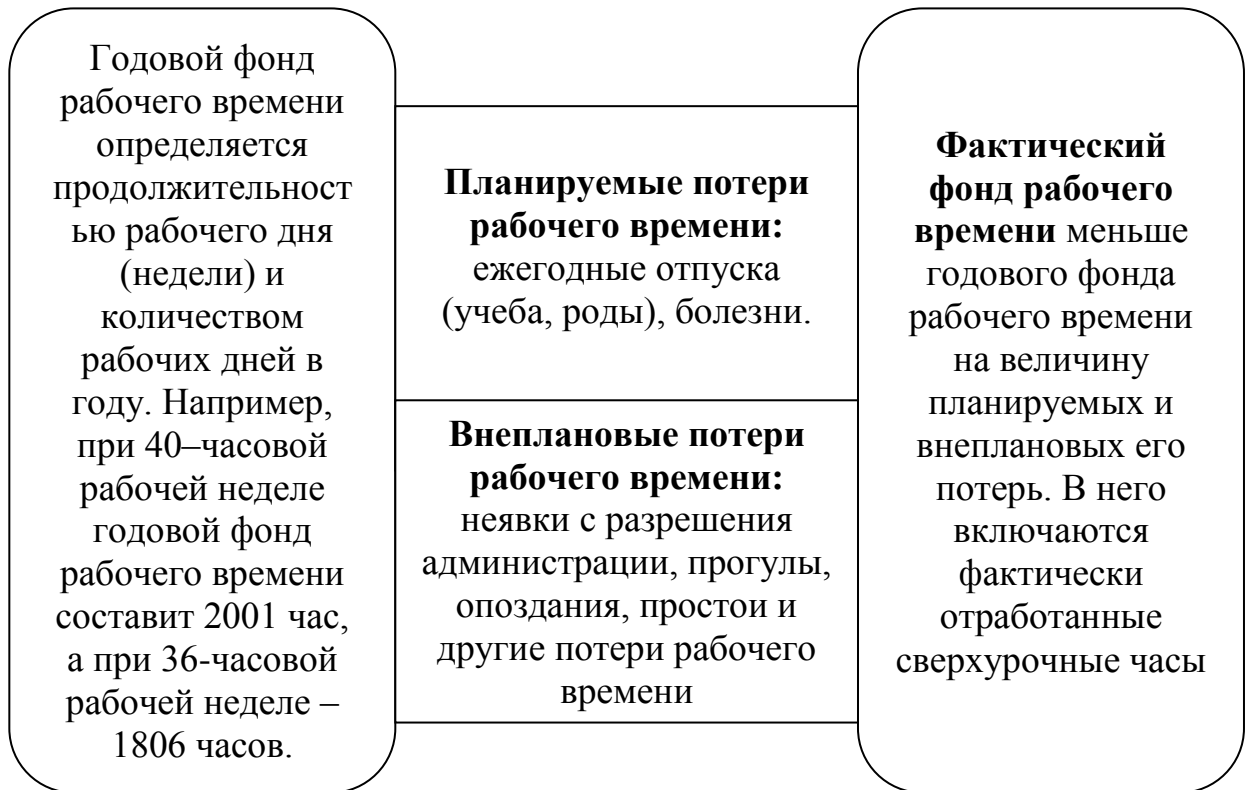 Годовой фонд
рабочего времени
определяется
продолжительност
ью рабочего дня
(недели) и
количеством
рабочих дней в
году. Например,
при 40–часовой
рабочей неделе
годовой фонд
рабочего времени
составит 2001 час,
а при 36-часовой
рабочей неделе –
1806 часов.
Планируемые потери
рабочего времени:
ежегодные отпуска
(учеба, роды), болезни.
Внеплановые потери
рабочего времени:
неявки с разрешения
администрации, прогулы,
опоздания, простои и
другие потери рабочего
времени
Фактический
фонд рабочего
времени меньше
годового фонда
рабочего времени
на величину
планируемых и
внеплановых его
потерь. В него
включаются
фактически
отработанные
сверхурочные часы